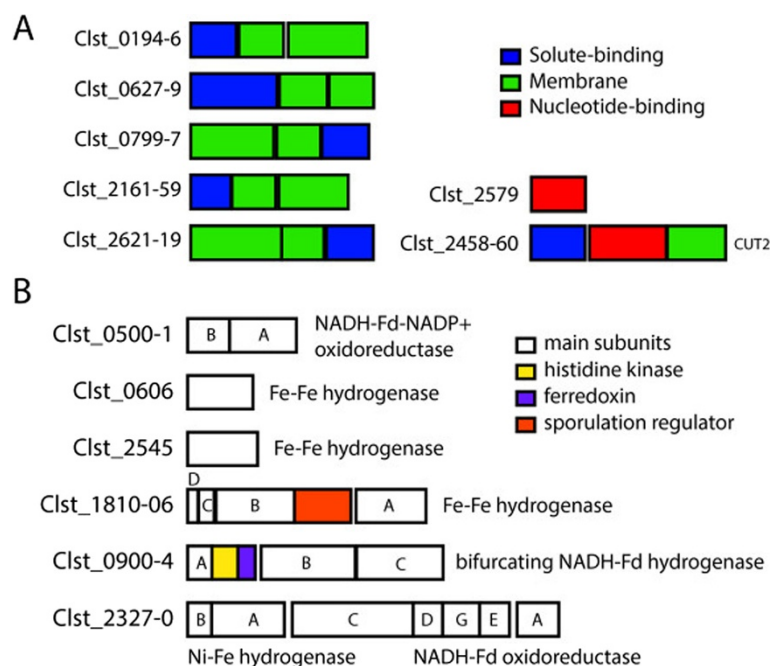 A
Clst_0194-6
Clst_0627-9
Clst_0799-7
Clst_2161-59
Clst_2621-19
Solute-binding
Membrane
Nucleotide-binding
Clst_2579
Clst_2458-60
CUT2
B
Clst_0500-1
B A
NADH-Fd-NADP+
oxidoreductase
Clst_0606
Fe-Fe hydrogenase
Clst_2545
Fe-Fe hydrogenase
main subunits
histidine kinase
ferredoxin
sporulation regulator
D
Clst_1810-06
C B A
Fe-Fe hydrogenase
Clst_0900-4
A B C
bifurcating NADH-Fd hydrogenase
Clst_2327-0
B A C D G E A
Ni-Fe hydrogenase
NADH-Fd oxidoreductase